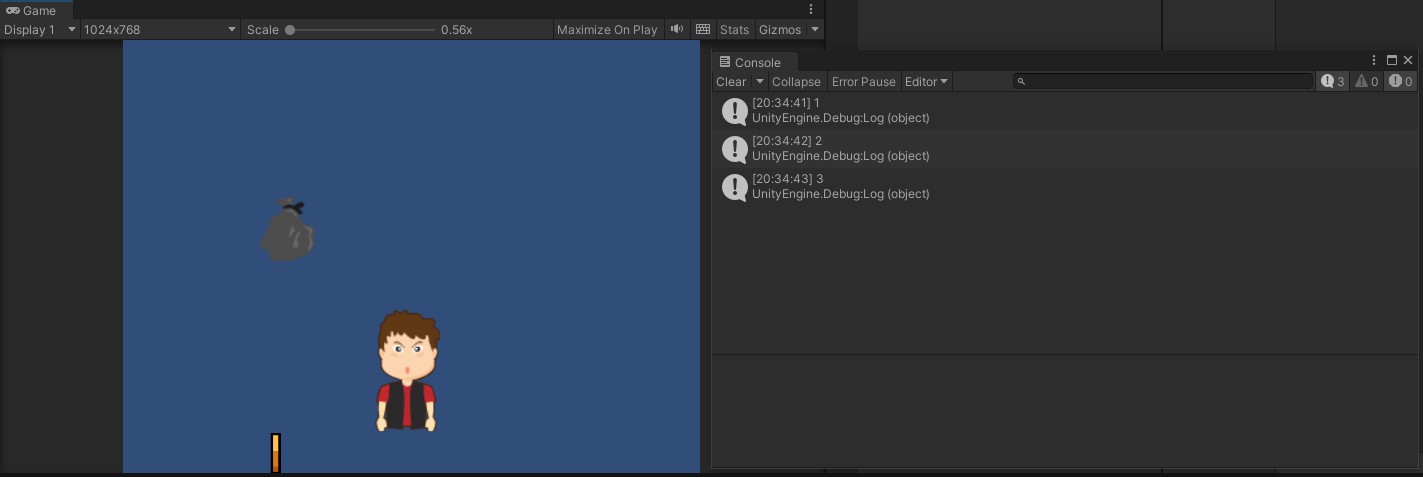 Game
Display 1 1024x768 Scale 0.56x Maximize On Play Stats Gizmos
Console
Clear Collapse Error Pause Editor 3 0 0
[20:34:41] 1
UnityEngine.Debug:Log (object)
[20:34:42] 2
UnityEngine.Debug:Log (object)
[20:34:43] 3
UnityEngine.Debug:Log (object)